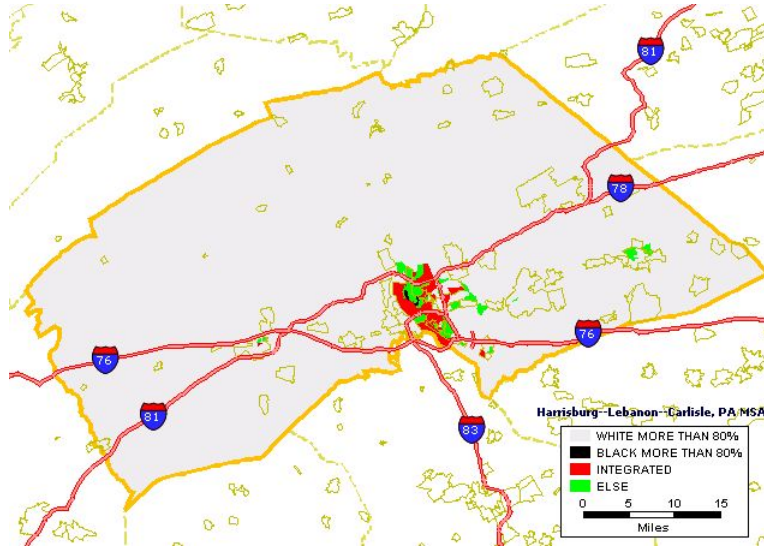 81
78
76
76
81
83
Harrisburg--Lebanon--Carlisle, PA MSA
WHITE MORE THAN 80%
BLACK MORE THAN 80%
INTEGRATED
ELSE
0 5 10 15
Miles